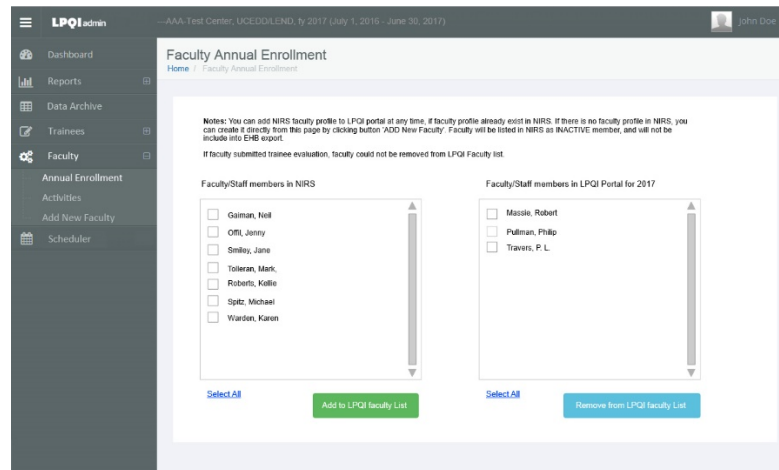 LPQI admin
---AAA-Test Center, UCEDD/LEND, fy 2017 (July 1, 2016 - June 30, 2017)
John Doe
Dashboard
Reports
Data Archive
Trainees
Faculty
Annual Enrollment
Activities
Add New Faculty
Scheduler
Faculty Annual Enrollment
Home / Faculty Annual Enrollment
Notes: You can add NIRS faculty profile to LPQI portal at any time, if faculty profile already exist in NIRS. If there is no faculty profile in NIRS, you
can create it directly from this page by clicking button 'ADD New Faculty'. Faculty will be listed in NIRS as INACTIVE member, and will not be
include into EHB export.
If faculty submitted trainee evaluation, faculty could not be removed from LPQI Faculty list.
Faculty/Staff members in NIRS
Gaiman, Neil
Offil, Jenny
Smiley, Jane
Tolleran, Mark,
Roberts, Kellie
Spitz, Michael
Warden, Karen
Select All
Add to LPQI faculty List
Faculty/Staff members in LPQI Portal for 2017
Massie, Robert
Pullman, Philip
Travers, P. L.
Select All
Remove from LPQI faculty List